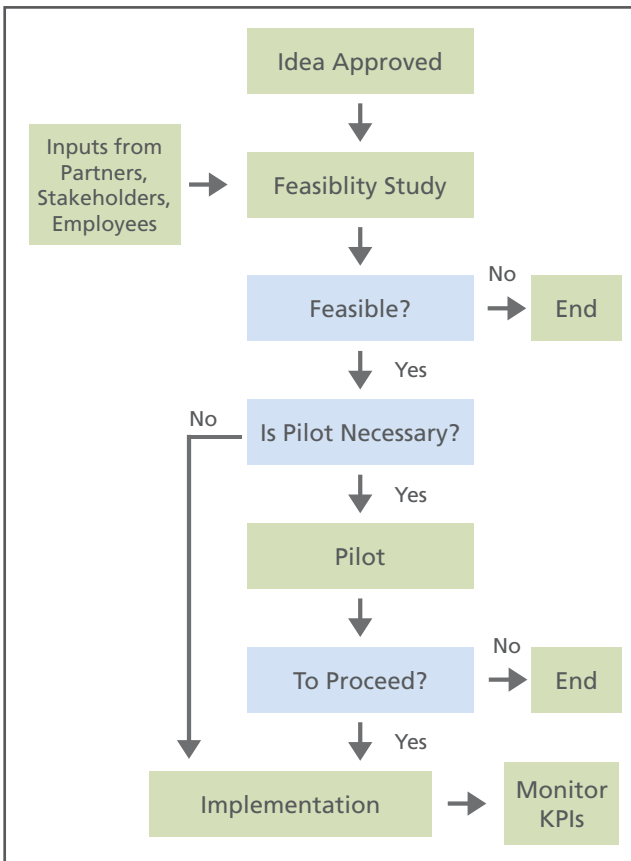 Idea Approved
Inputs from
Partners,
Stakeholders,
Employees
Feasiblity Study
Feasible?
No
End
Yes
No
Is Pilot Necessary?
Yes
Pilot
To Proceed?
No
End
Yes
Implementation
Monitor
KPIs